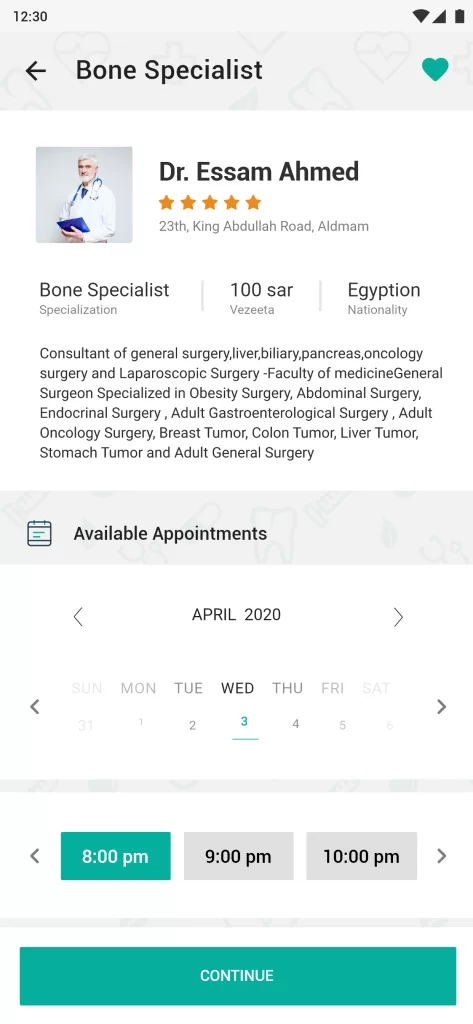 12:30
Bone Specialist
Dr. Essam Ahmed
23th, King Abdullah Road, Aldmam
Bone Specialist 100 sar Egyption
Specialization Vezeeta Nationality
Consultant of general surgery,liver,biliary,pancreas,oncology
surgery and Laparoscopic Surgery -Faculty of medicineGeneral
Surgeon Specialized in Obesity Surgery, Abdominal Surgery,
Endocrinal Surgery , Adult Gastroenterological Surgery , Adult
Oncology Surgery, Breast Tumor, Colon Tumor, Liver Tumor,
Stomach Tumor and Adult General Surgery
Available Appointments
APRIL 2020
SUN MON TUE WED THU FRI SAT
31 1 2 3 4 5 6
8:00 pm 9:00 pm 10:00 pm
CONTINUE